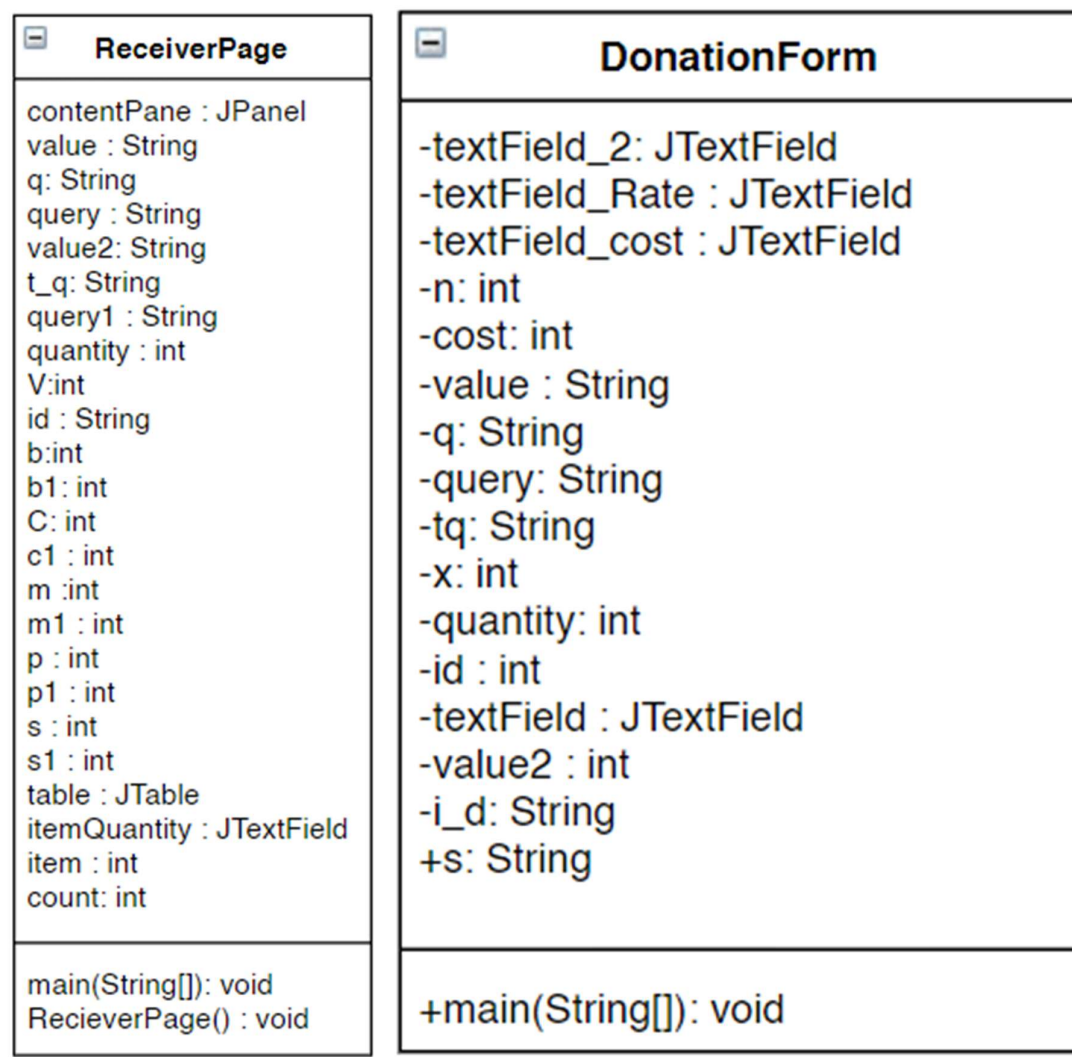 ReceiverPage
contentPane : JPanel
value : String
q: String
query : String
value2: String
t_q: String
query1 : String
quantity : int
V:int
id : String
b:int
b1: int
C: int
c1 : int
m :int
m1 : int
p : int
p1 : int
s : int
s1 : int
table : JTable
itemQuantity : JTextField
item : int
count: int
main(String[]): void
RecieverPage() : void
DonationForm
-textField_2: JTextField
-textField_Rate : JTextField
-textField_cost : JTextField
-n: int
-cost: int
-value : String
-q: String
-query: String
-tq: String
-x: int
-quantity: int
-id : int
-textField : JTextField
-value2 : int
-i_d: String
+s: String
+main(String[]): void